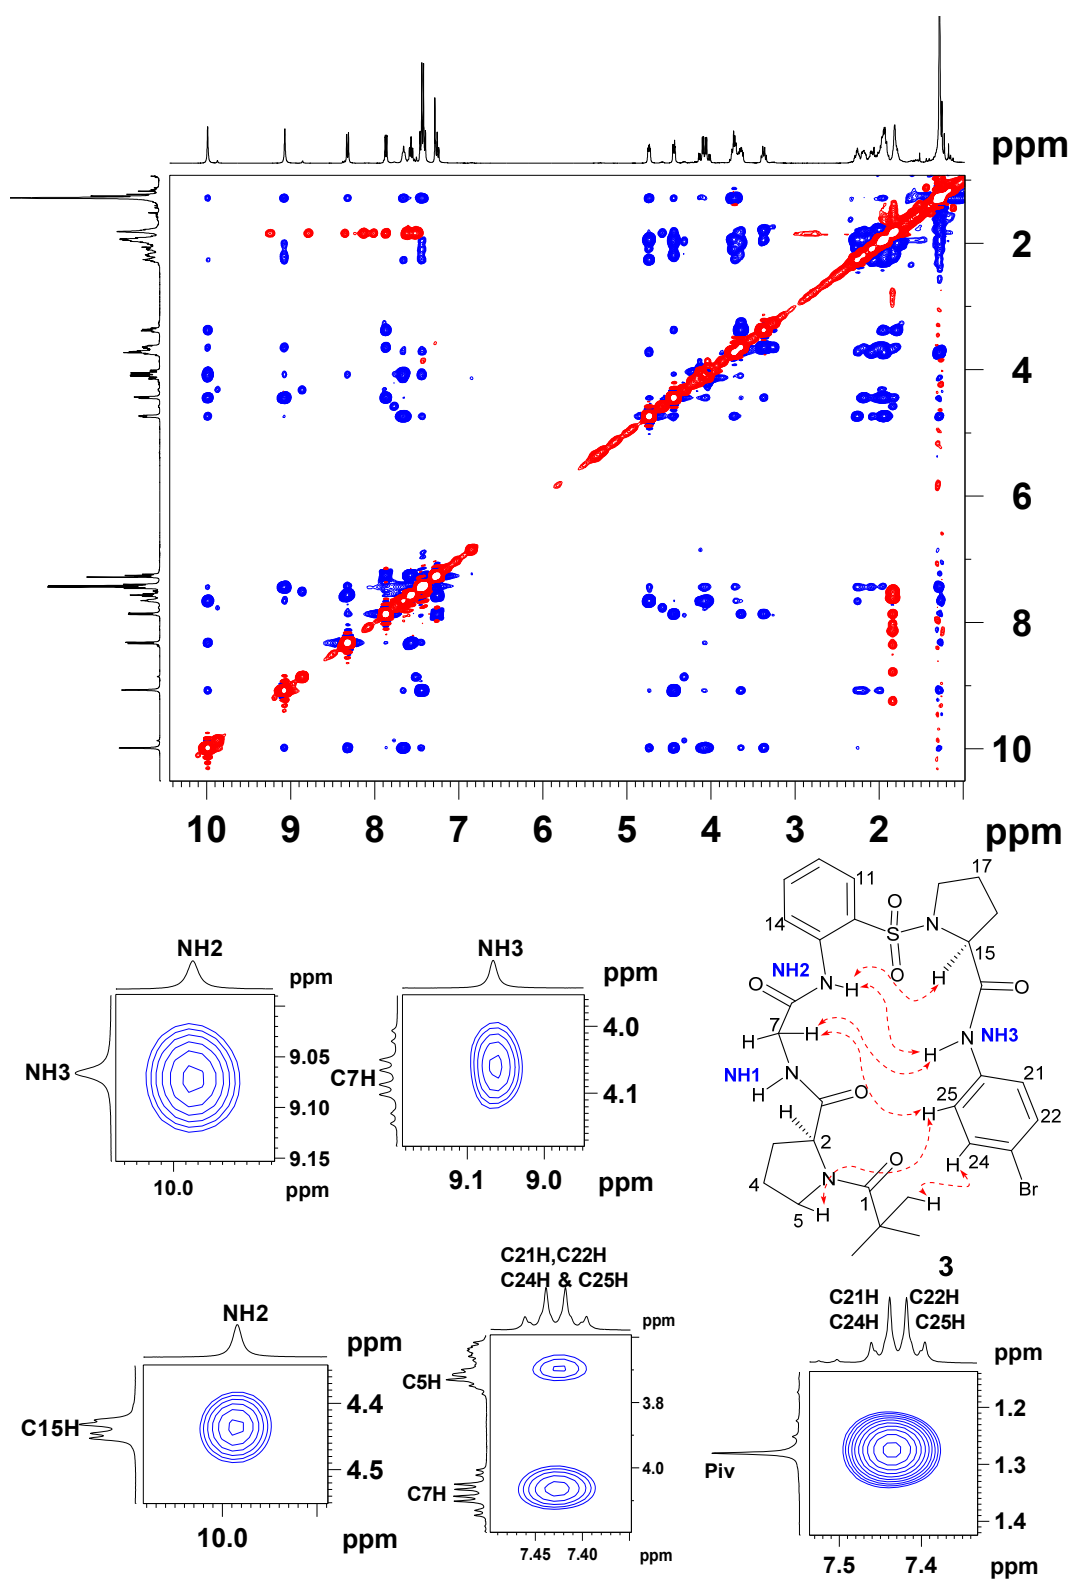 ppm
2
4
6
8
10
10 9 8 7 6 5 4 3 2 ppm
NH2
ppm
NH3
9.05
9.10
9.15
10.0
ppm
NH3
ppm
C7H
4.0
4.1
9.1 9.0 ppm
17
11
14
O
O
S
N
15
H
O
NH2
N
H
O
7
H
H
N
NH3
H
NH1
N
H
O
21
25
H
22
H
2
24
H
Br
N
O
4
5
H
1
H
3
NH2
ppm
C15H
4.4
4.5
10.0 ppm
C21H,C22H
C24H & C25H
ppm
C5H
3.8
4.0
C7H
7.45 7.40 ppm
C21H C22H
C24H C25H
ppm
1.2
1.3
1.4
Piv
7.5 7.4 ppm